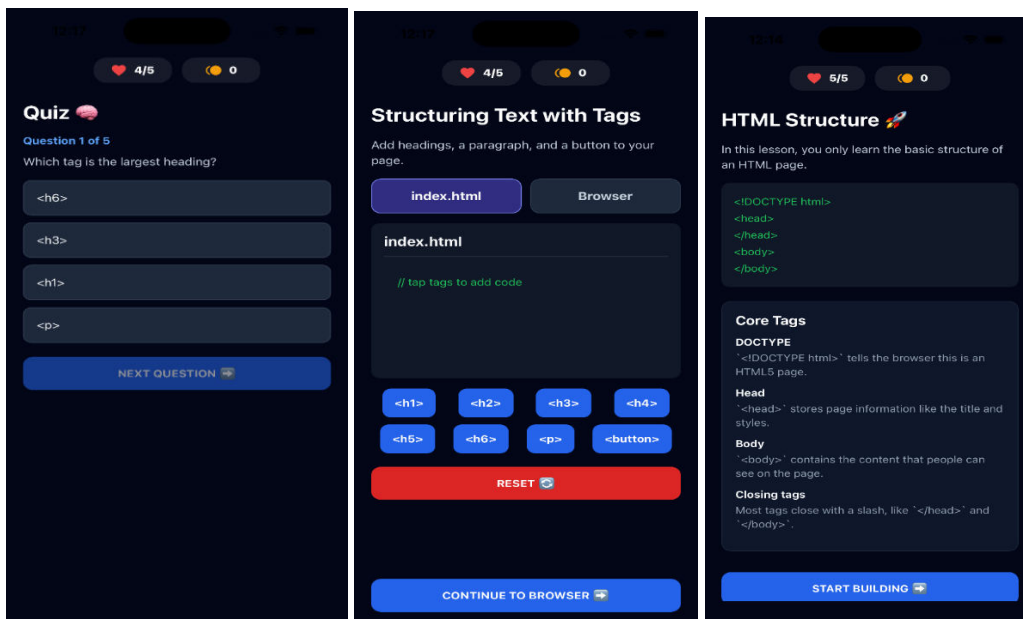 12:17
4/5
0
Quiz 🧠
Question 1 of 5
Which tag is the largest heading?
<h6>
<h3>
<h1>
<p>
NEXT QUESTION ➡️
12:17
4/5
0
Structuring Text with Tags
Add headings, a paragraph, and a button to your
page.
index.html
Browser
index.html
// tap tags to add code
<h1>
<h2>
<h3>
<h4>
<h5>
<h6>
<p>
<button>
RESET 🔄
CONTINUE TO BROWSER ➡️
5/5
0
HTML Structure 🚀
In this lesson, you only learn the basic structure of
an HTML page.
<!DOCTYPE html>
<head>
</head>
<body>
</body>
Core Tags
DOCTYPE
`<!DOCTYPE html>` tells the browser this is an
HTML5 page.
Head
`<head>` stores page information like the title and
styles.
Body
`<body>` contains the content that people can
see on the page.
Closing tags
Most tags close with a slash, like `</head>` and
`</body>`.
START BUILDING ➡️